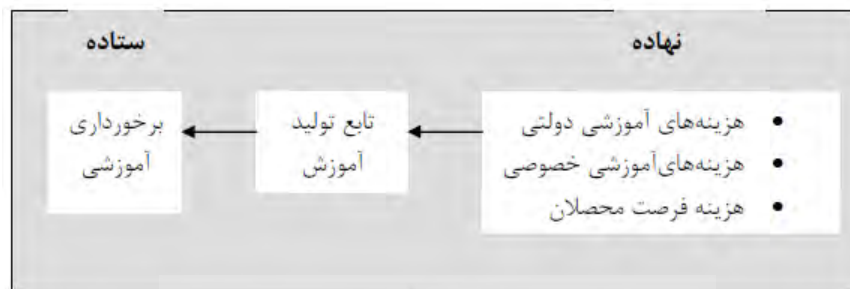 نهاده
ستاده
• هزینه‌های آموزشی دولتی
• هزینه‌های‌آموزشی خصوصی
• هزینه فرصت محصلان
تابع تولید
آموزش
برخورداری
آموزشی